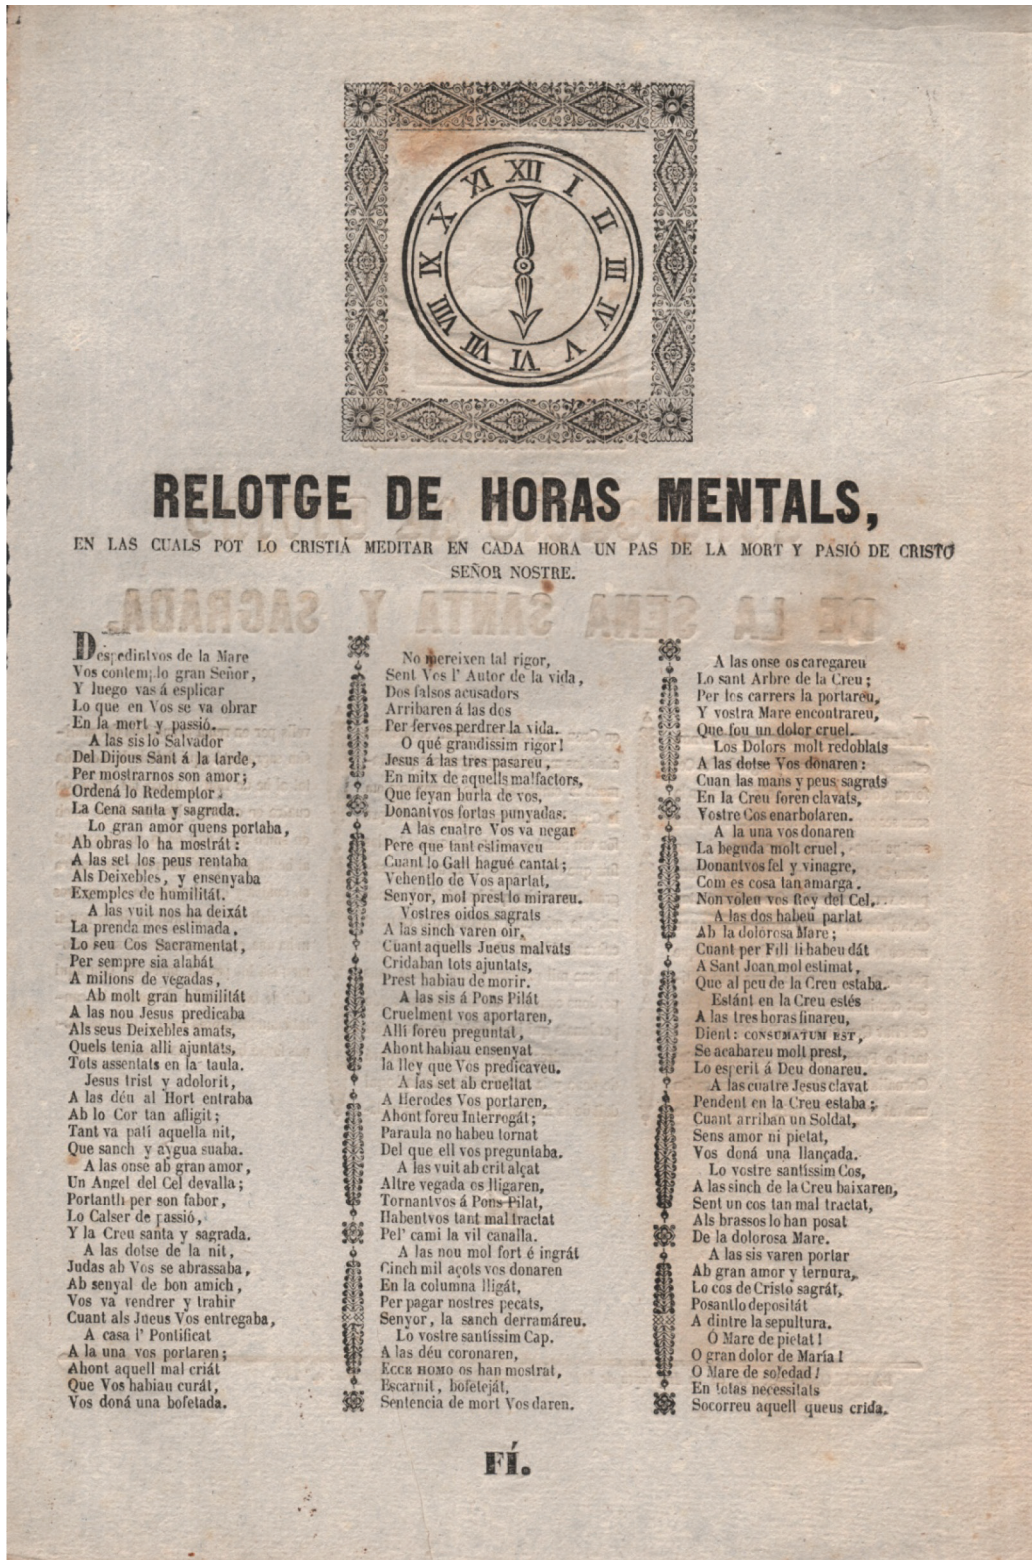 XII
I
II
III
IV
V
VI
VII
VIII
IX
X
XI
RELOTGE DE HORAS MENTALS,
EN LAS CUALS POT LO CRISTIÁ MEDITAR EN CADA HORA UN PAS DE LA MORT Y PASIÓ DE CRISTO
SEÑOR NOSTRE.
DE LA SENA SANTA Y SAGRADA.
Despedintvos de la Mare
Vos contemplo gran Señor,
Y luego vas á esplicar
Lo que en Vos se va obrar
En la mort y passió.
A las sis lo Salvador
Del Dijous Sant á la tarde,
Per mostrarnos son amor;
Ordená lo Redemptor
La Cena santa y sagrada.
Lo gran amor quens portaba,
Ab obras lo ha mostrát:
A las set los peus rentaba
Als Deixebles, y ensenyaba
Exemples de humilitát.
A las vuit nos ha deixát
La prenda mes estimada,
Lo seu Cos Sacramentat,
Per sempre sia alabát
A milions de vegadas,
Ab molt gran humilitát
A las nou Jesus predicaba
Als seus Deixebles amats,
Quels tenia alli ajuntats,
Tots assentats en la taula.
Jesus trist y adolorit,
A las déu al Hort entraba
Ab lo Cor tan afligit;
Tant va patí aquella nit,
Que sanch y aygua suaba.
A las onse ab gran amor,
Un Angel del Cel devalla;
Portantli per son fabor,
Lo Calser de passió,
Y la Creu santa y sagrada.
A las dotse de la nit,
Judas ab Vos se abrassaba,
Ab senyal de bon amich,
Vos va vendrer y trahir
Cuant als Jueus Vos entregaba,
A casa l' Pontificat
A la una vos portaren;
Ahont aquell mal criát
Que Vos habiau curát,
Vos doná una bofetada.
No mereixen tal rigor,
Sent Vos l' Autor de la vida,
Dos falsos acusadors
Arribaren á las dos
Per fervos perdrer la vida.
O qué grandissim rigor!
Jesus á las tres pasareu,
En mitx de aquells malfactors,
Que feyan burla de vos,
Donantvos fortas punyadas.
A las cuatre Vos va negar
Pere que tant estimaveu
Cuant lo Gall hagué cantat;
Vehentlo de Vos apartat,
Senyor, mol prest lo mirareu.
Vostres oidos sagrats
A las sinch varen oir,
Cuant aquells Jueus malvats
Cridaban tots ajuntats,
Prest habiau de morir.
A las sis á Pons Pilát
Cruelment vos aportaren,
Allí foreu preguntat,
Ahont habiau ensenyat
la lley que Vos predicaveu.
A las set ab crueltat
A Herodes Vos portaren,
Ahont foreu Interrogát;
Paraula no habeu tornat
Del que ell vos preguntaba.
A las vuit ab crit alçat
Altre vegada os lligaren,
Tornantvos á Pons Pilat,
Habentvos tant mal tractat
Pel' cami la vil canalla.
A las nou mol fort é ingrát
Cinch mil açots vos donaren
En la columna lligát,
Per pagar nostres pecats,
Senyor, la sanch derramáreu.
Lo vostre santíssim Cap.
A las déu coronaren,
ECCE HOMO os han mostrat,
Escarnit, bofeteját,
Sentencia de mort Vos daren.
A las onse os caregareu
Lo sant Arbre de la Creu;
Per los carrers la portareu,
Y vostra Mare encontrareu,
Que fou un dolor cruel.
Los Dolors molt redoblats
A las dotse Vos donaren:
Cuan las mans y peus sagrats
En la Creu foren clavats,
Vostre Cos enarbolaren.
A la una vos donaren
La beguda molt cruel,
Donantvos fel y vinagre,
Com es cosa tan amarga.
Non voleu vos Rey del Cel,
A las dos habeu parlat
Ab la dolorosa Mare;
Cuant per Fill li habeu dát
A Sant Joan mol estimat,
Que al peu de la Creu estaba.
Estánt en la Creu estés
A las tres horas finareu,
Dient: CONSUMATUM EST,
Se acabareu molt prest,
Lo esperit á Deu donareu.
A las cuatre Jesus clavat
Pendent en la Creu estaba;
Cuant arriban un Soldat,
Sens amor ni pietat,
Vos doná una llançada.
Lo vostre santíssim Cos,
A las sinch de la Creu baixaren,
Sent un cos tan mal tractat,
Als brassos lo han posat
De la dolorosa Mare.
A las sis varen portar
Ab gran amor y ternura,
Lo cos de Cristo sagrát,
Posantlo depositát
A dintre la sepultura.
Ó Mare de pietat!
O gran dolor de María!
O Mare de soledad!
En totas necessitats
Socorreu aquell queus crida.
FÍ.